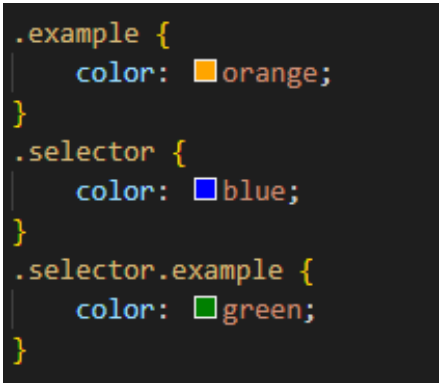 .example {
    color: orange;
}
.selector {
    color: blue;
}
.selector.example {
    color: green;
}